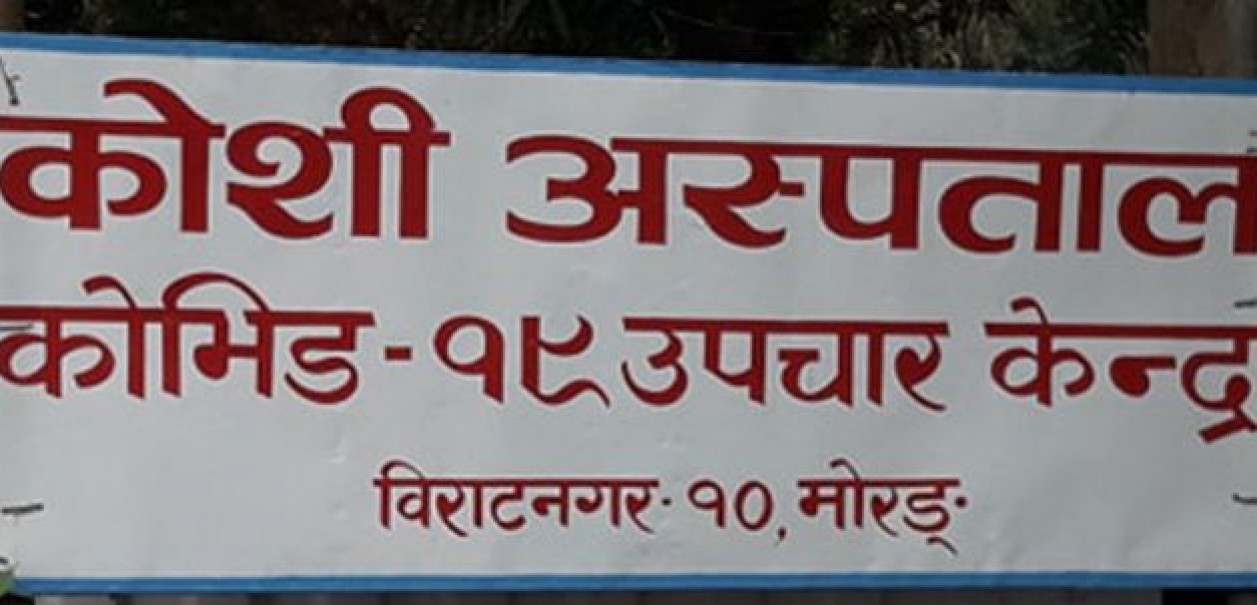 कोशी अस्पताल
कोभिड-१९ उपचार केन्द्र
विराटनगर-१०, मोरङ्